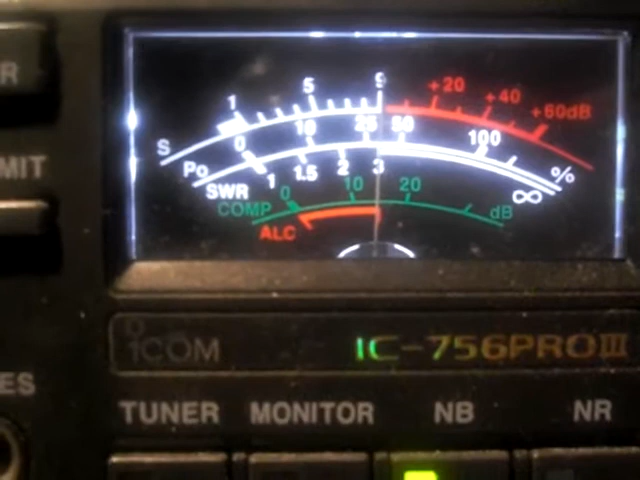 R
MIT
ES
1 5 9 +20 +40 +60dB
S
0 10 25 50 100 %
Po
SWR 1 1.5 2 3 ∞
COMP 0 10 20 dB
ALC
ICOM IC-756PROIII
TUNER MONITOR NB NR